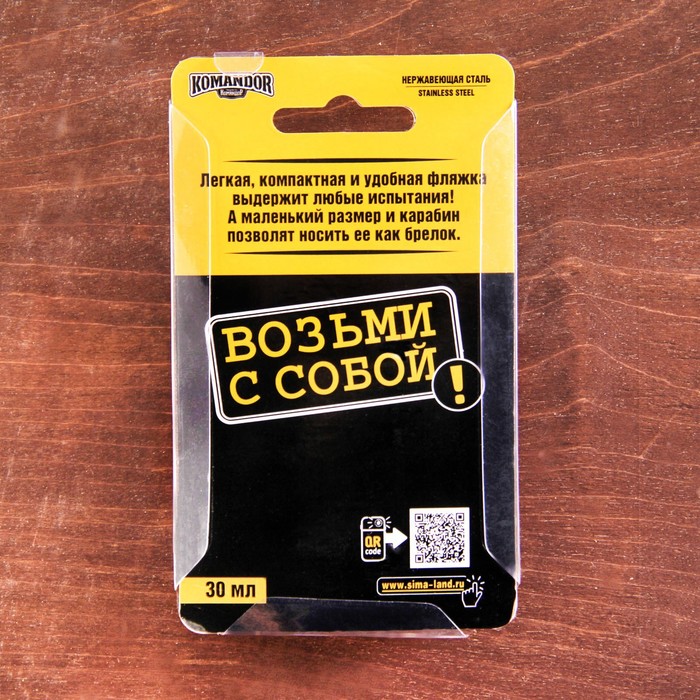 KOMANDOR
НЕРЖАВЕЮЩАЯ СТАЛЬ
STAINLESS STEEL
Легкая, компактная и удобная фляжка
выдержит любые испытания!
А маленький размер и карабин
позволят носить ее как брелок.
ВОЗЬМИ
С СОБОЙ!
QR
code
30 мл
www.sima-land.ru